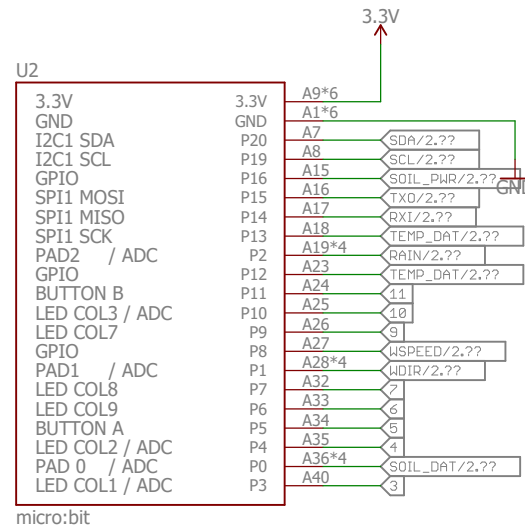 3.3V
U2
3.3V 3.3V A9*6
GND GND A1*6
I2C1 SDA P20 A7 SDA/2.??
I2C1 SCL P19 A8 SCL/2.??
GPIO P16 A15 SOIL_PWR/2.?? GND
SPI1 MOSI P15 A16 TXO/2.??
SPI1 MISO P14 A17 RXI/2.??
SPI1 SCK P13 A18 TEMP_DAT/2.??
PAD2 / ADC P2 A19*4 RAIN/2.??
GPIO P12 A23 TEMP_DAT/2.??
BUTTON B P11 A24 11
LED COL3 / ADC P10 A25 10
LED COL7 P9 A26 9
GPIO P8 A27 WSPEED/2.??
PAD1 / ADC P1 A28*4 WDIR/2.??
LED COL8 P7 A32 7
LED COL9 P6 A33 6
BUTTON A P5 A34 5
LED COL2 / ADC P4 A35 4
PAD 0 / ADC P0 A36*4 SOIL_DAT/2.??
LED COL1 / ADC P3 A40 3
micro:bit